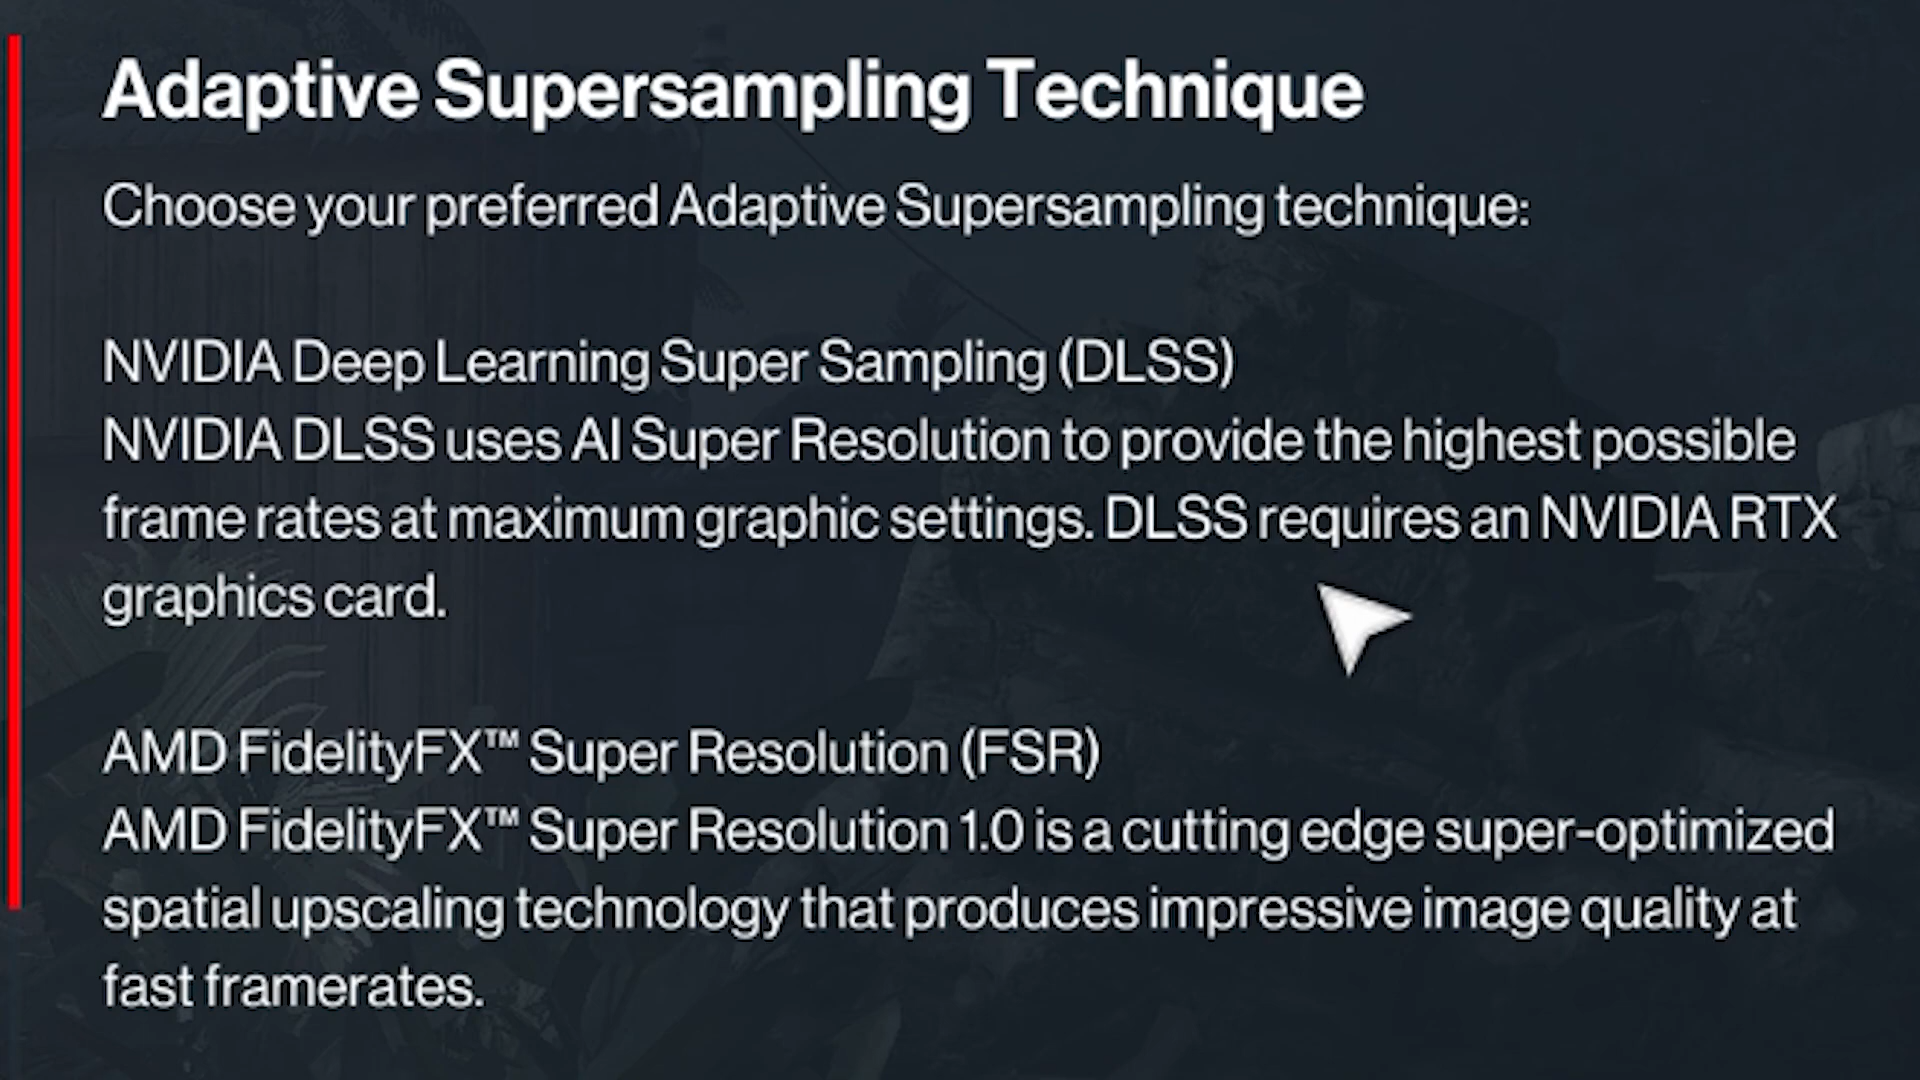 Adaptive Supersampling Technique
Choose your preferred Adaptive Supersampling technique:
NVIDIA Deep Learning Super Sampling (DLSS)
NVIDIA DLSS uses AI Super Resolution to provide the highest possible
frame rates at maximum graphic settings. DLSS requires an NVIDIA RTX
graphics card.
AMD FidelityFX™ Super Resolution (FSR)
AMD FidelityFX™ Super Resolution 1.0 is a cutting edge super-optimized
spatial upscaling technology that produces impressive image quality at
fast framerates.